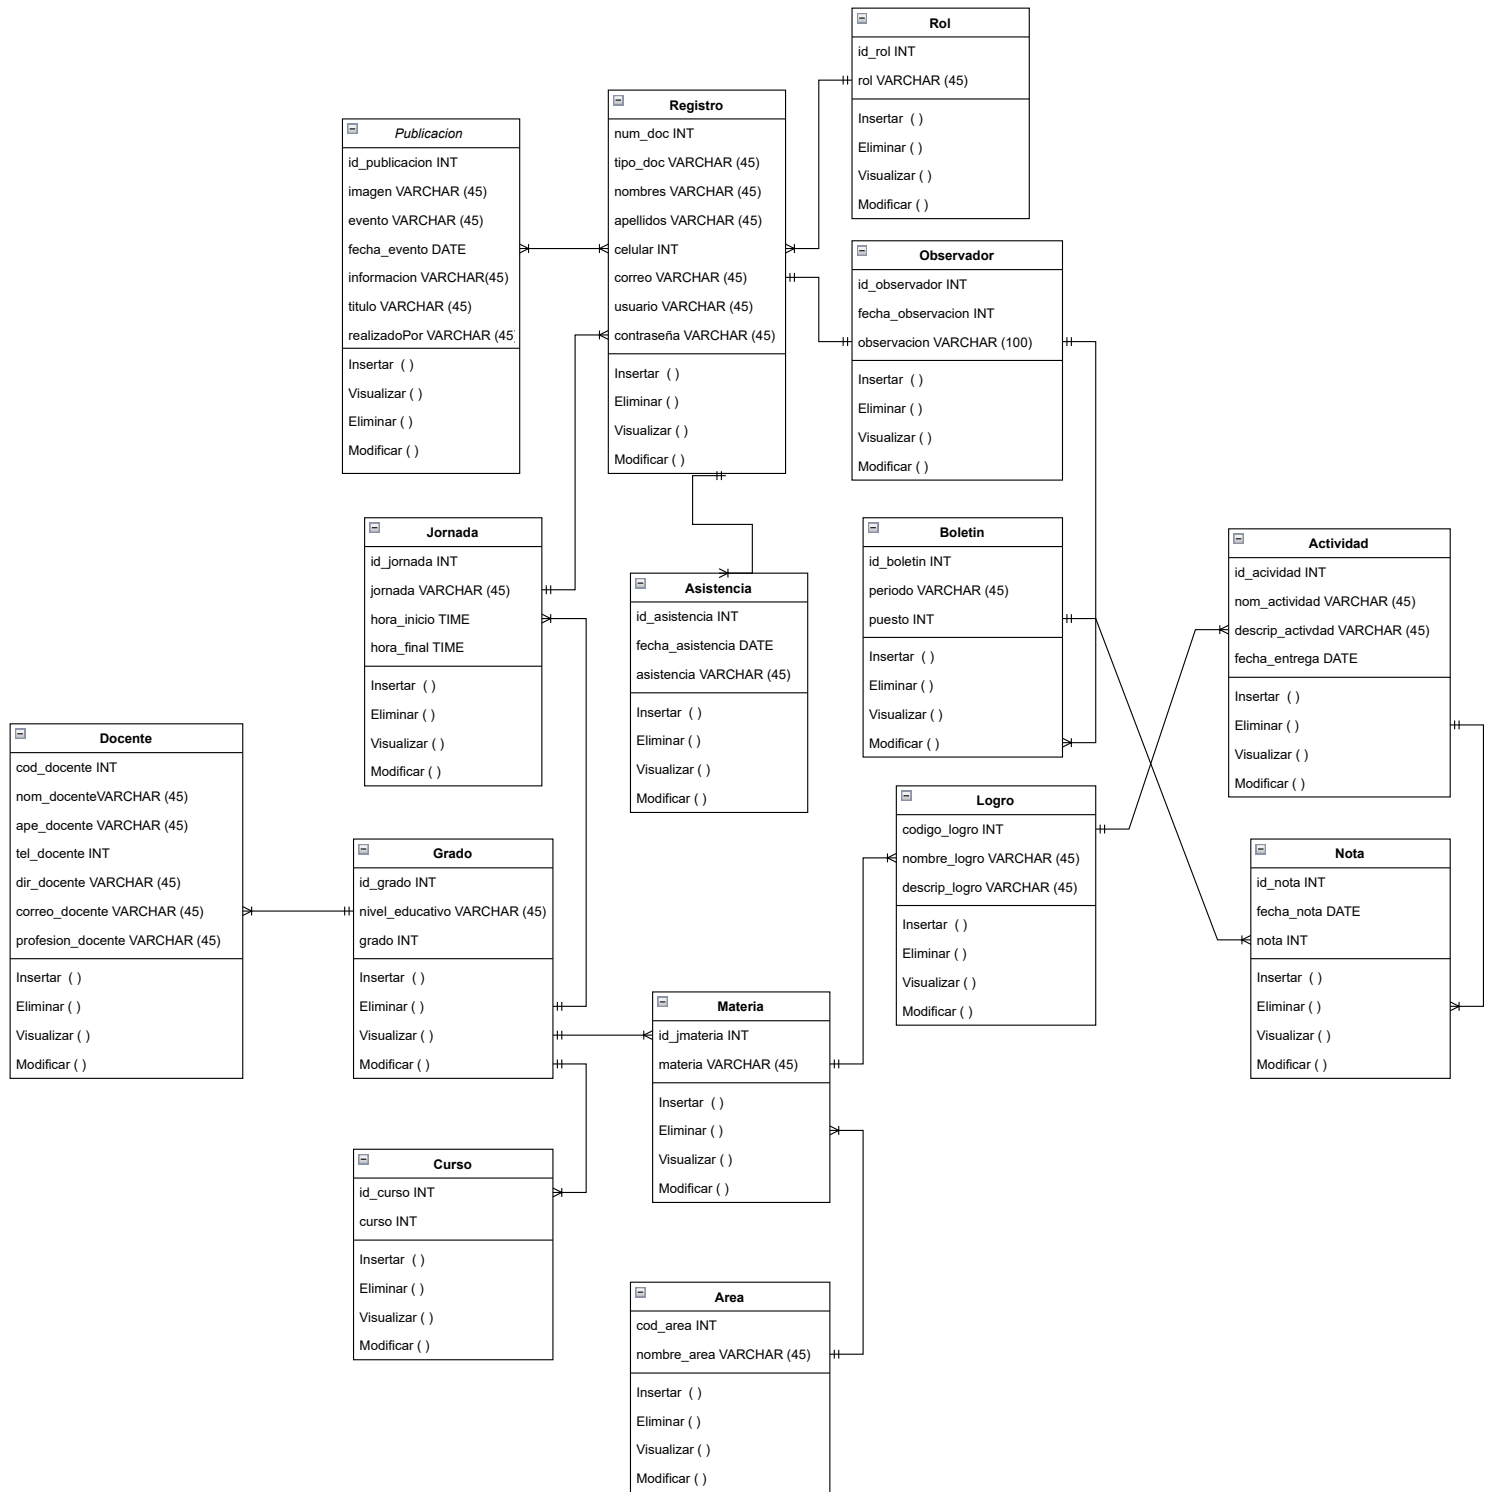 Rol
id_rol INT
rol VARCHAR (45)
Insertar ( )
Eliminar ( )
Visualizar ( )
Modificar ( )
Registro
num_doc INT
tipo_doc VARCHAR (45)
nombres VARCHAR (45)
apellidos VARCHAR (45)
celular INT
correo VARCHAR (45)
usuario VARCHAR (45)
contraseña VARCHAR (45)
Insertar ( )
Eliminar ( )
Visualizar ( )
Modificar ( )
Publicacion
id_publicacion INT
imagen VARCHAR (45)
evento VARCHAR (45)
fecha_evento DATE
informacion VARCHAR(45)
titulo VARCHAR (45)
realizadoPor VARCHAR (45
Insertar ( )
Visualizar ( )
Eliminar ( )
Modificar ( )
Observador
id_observador INT
fecha_observacion INT
observacion VARCHAR (100)
Insertar ( )
Eliminar ( )
Visualizar ( )
Modificar ( )
Jornada
id_jornada INT
jornada VARCHAR (45)
hora_inicio TIME
hora_final TIME
Insertar ( )
Eliminar ( )
Visualizar ( )
Modificar ( )
Asistencia
id_asistencia INT
fecha_asistencia DATE
asistencia VARCHAR (45)
Insertar ( )
Eliminar ( )
Visualizar ( )
Modificar ( )
Boletin
id_boletin INT
periodo VARCHAR (45)
puesto INT
Insertar ( )
Eliminar ( )
Visualizar ( )
Modificar ( )
Actividad
id_acividad INT
nom_actividad VARCHAR (45)
descrip_activdad VARCHAR (45)
fecha_entrega DATE
Insertar ( )
Eliminar ( )
Visualizar ( )
Modificar ( )
Docente
cod_docente INT
nom_docenteVARCHAR (45)
ape_docente VARCHAR (45)
tel_docente INT
dir_docente VARCHAR (45)
correo_docente VARCHAR (45)
profesion_docente VARCHAR (45)
Insertar ( )
Eliminar ( )
Visualizar ( )
Modificar ( )
Grado
id_grado INT
nivel_educativo VARCHAR (45)
grado INT
Insertar ( )
Eliminar ( )
Visualizar ( )
Modificar ( )
Logro
codigo_logro INT
nombre_logro VARCHAR (45)
descrip_logro VARCHAR (45)
Insertar ( )
Eliminar ( )
Visualizar ( )
Modificar ( )
Nota
id_nota INT
fecha_nota DATE
nota INT
Insertar ( )
Eliminar ( )
Visualizar ( )
Modificar ( )
Materia
id_jmateria INT
materia VARCHAR (45)
Insertar ( )
Eliminar ( )
Visualizar ( )
Modificar ( )
Curso
id_curso INT
curso INT
Insertar ( )
Eliminar ( )
Visualizar ( )
Modificar ( )
Area
cod_area INT
nombre_area VARCHAR (45)
Insertar ( )
Eliminar ( )
Visualizar ( )
Modificar ( )